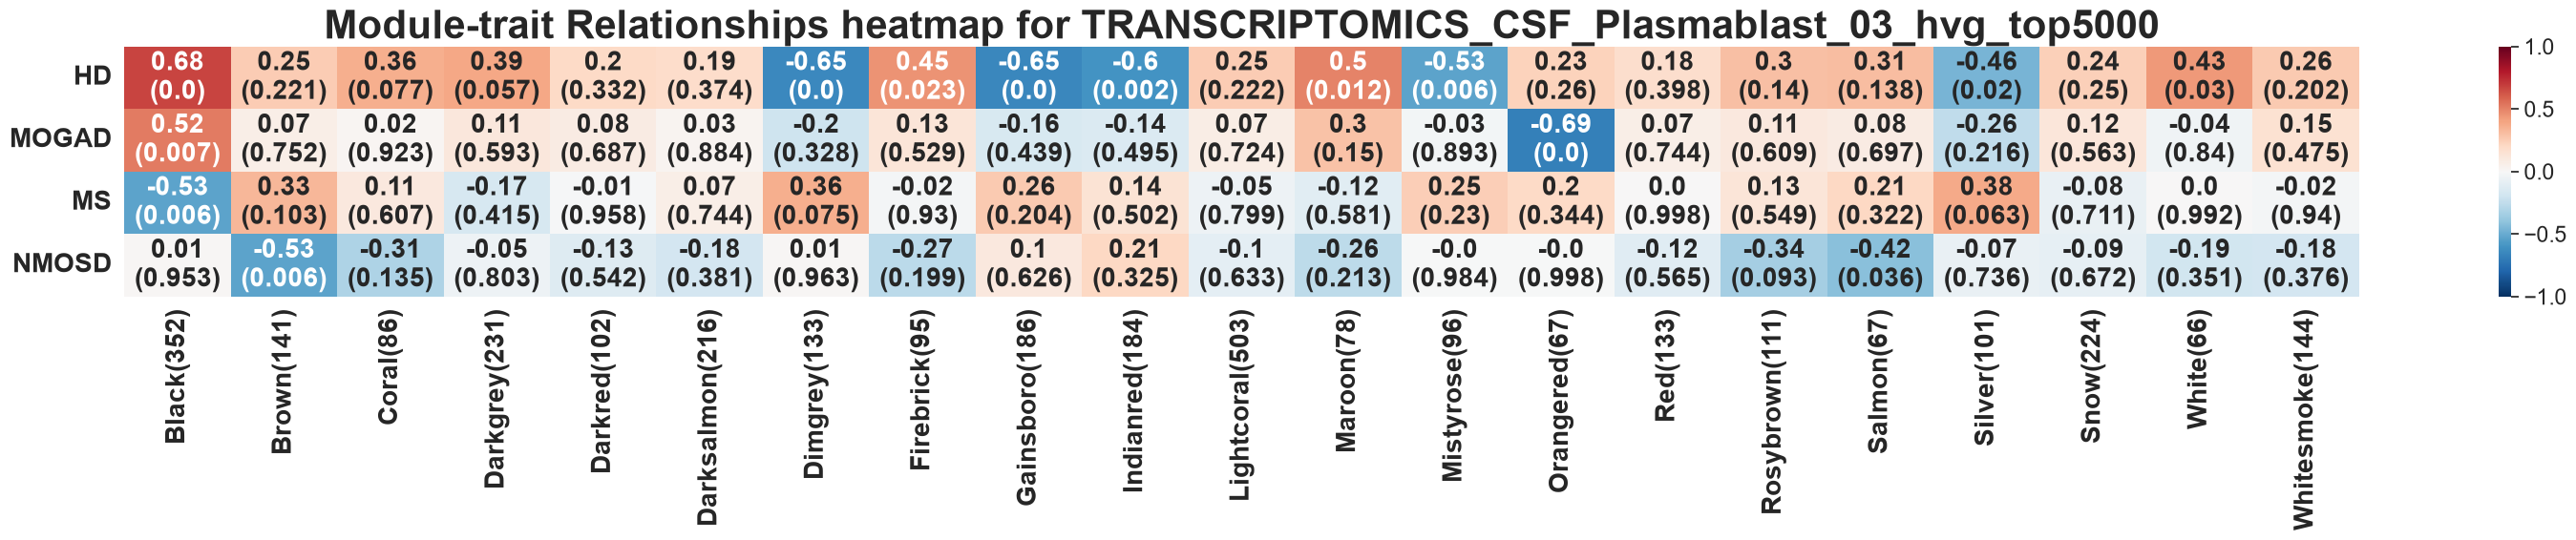 Module-trait Relationships heatmap for TRANSCRIPTOMICS_CSF_Plasmablast_03_hvg_top5000
HD 0.68 0.25 0.36 0.39 0.2 0.19 -0.65 0.45 -0.65 -0.6 0.25 0.5 -0.53 0.23 0.18 0.3 0.31 -0.46 0.24 0.43 0.26
(0.0) (0.221) (0.077) (0.057) (0.332) (0.374) (0.0) (0.023) (0.0) (0.002) (0.222) (0.012) (0.006) (0.26) (0.398) (0.14) (0.138) (0.02) (0.25) (0.03) (0.202)
MOGAD 0.52 0.07 0.02 0.11 0.08 0.03 -0.2 0.13 -0.16 -0.14 0.07 0.3 -0.03 -0.69 0.07 0.11 0.08 -0.26 0.12 -0.04 0.15
(0.007) (0.752) (0.923) (0.593) (0.687) (0.884) (0.328) (0.529) (0.439) (0.495) (0.724) (0.15) (0.893) (0.0) (0.744) (0.609) (0.697) (0.216) (0.563) (0.84) (0.475)
MS -0.53 0.33 0.11 -0.17 -0.01 0.07 0.36 -0.02 0.26 0.14 -0.05 -0.12 0.25 0.2 0.0 0.13 0.21 0.38 -0.08 0.0 -0.02
(0.006) (0.103) (0.607) (0.415) (0.958) (0.744) (0.075) (0.93) (0.204) (0.502) (0.799) (0.581) (0.23) (0.344) (0.998) (0.549) (0.322) (0.063) (0.711) (0.992) (0.94)
NMOSD 0.01 -0.53 -0.31 -0.05 -0.13 -0.18 0.01 -0.27 0.1 0.21 -0.1 -0.26 -0.0 -0.0 -0.12 -0.34 -0.42 -0.07 -0.09 -0.19 -0.18
(0.953) (0.006) (0.135) (0.803) (0.542) (0.381) (0.963) (0.199) (0.626) (0.325) (0.633) (0.213) (0.984) (0.998) (0.565) (0.093) (0.036) (0.736) (0.672) (0.351) (0.376)
Black(352)
Brown(141)
Coral(86)
Darkgrey(231)
Darkred(102)
Darksalmon(216)
Dimgrey(133)
Firebrick(95)
Gainsboro(186)
Indianred(184)
Lightcoral(503)
Maroon(78)
Mistyrose(96)
Orangered(67)
Red(133)
Rosybrown(111)
Salmon(67)
Silver(101)
Snow(224)
White(66)
Whitesmoke(144)
1.0
0.5
0.0
−0.5
−1.0